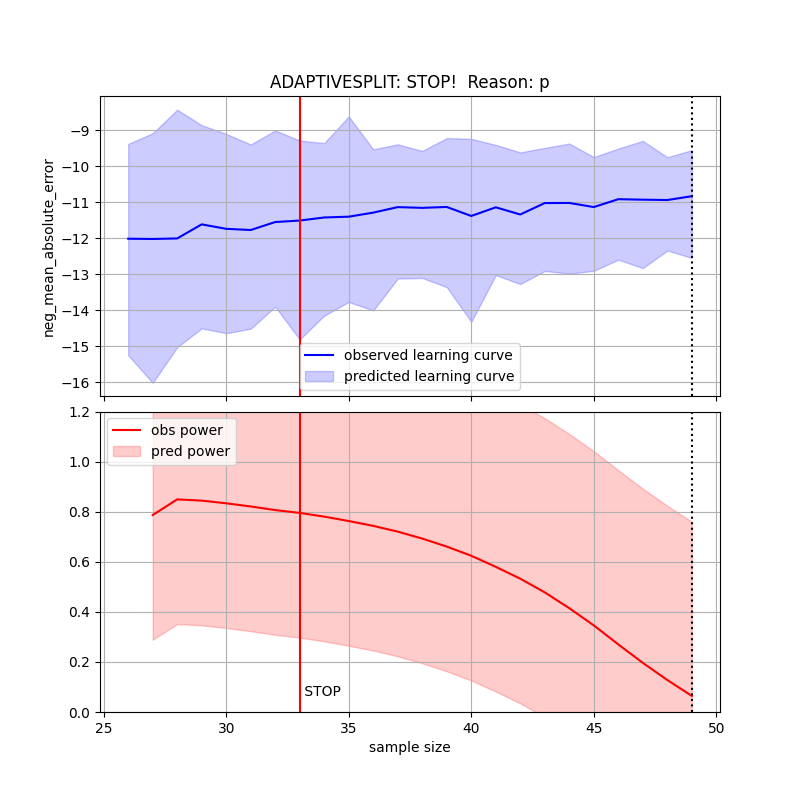 ADAPTIVESPLIT: STOP!  Reason: p
neg_mean_absolute_error
−9
−10
−11
−12
−13
−14
−15
−16
observed learning curve
predicted learning curve
1.2
1.0
0.8
0.6
0.4
0.2
0.0
obs power
pred power
STOP
25
30
35
40
45
50
sample size